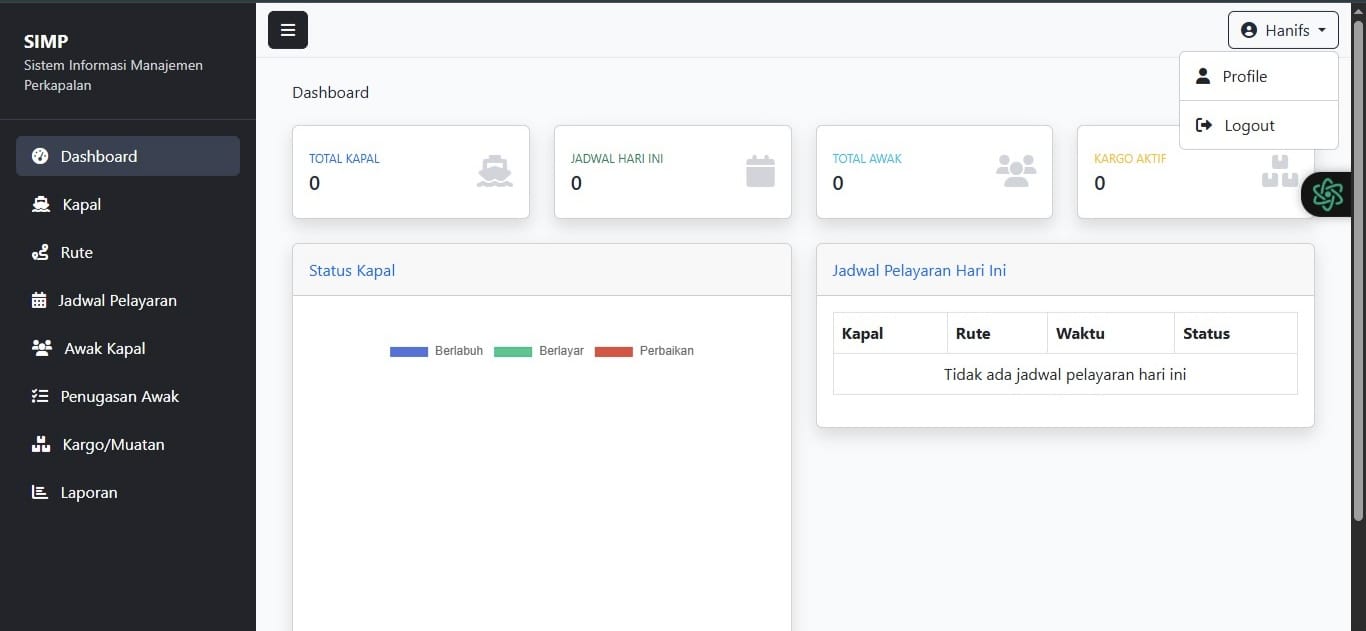 SIMP
Sistem Informasi Manajemen
Perkapalan
Dashboard
Kapal
Rute
Jadwal Pelayaran
Awak Kapal
Penugasan Awak
Kargo/Muatan
Laporan
Hanifs
Profile
Logout
Dashboard
TOTAL KAPAL
0
JADWAL HARI INI
0
TOTAL AWAK
0
KARGO AKTIF
0
Status Kapal
Berlabuh Berlayar Perbaikan
Jadwal Pelayaran Hari Ini
Kapal Rute Waktu Status
Tidak ada jadwal pelayaran hari ini